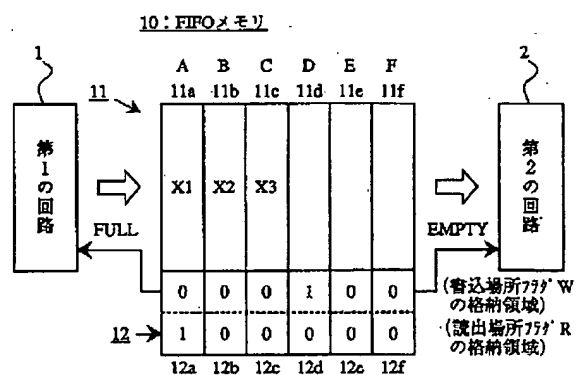 10：FIFOメモリ
1
2
A B C D E F
11
11a 11b 11c 11d 11e 11f
第1の回路
X1 X2 X3
第2の回路
FULL
EMPTY
0 0 0 1 0 0
(書込場所フラグW
の格納領域)
12
1 0 0 0 0 0
(読出場所フラグR
の格納領域)
12a 12b 12c 12d 12e 12f